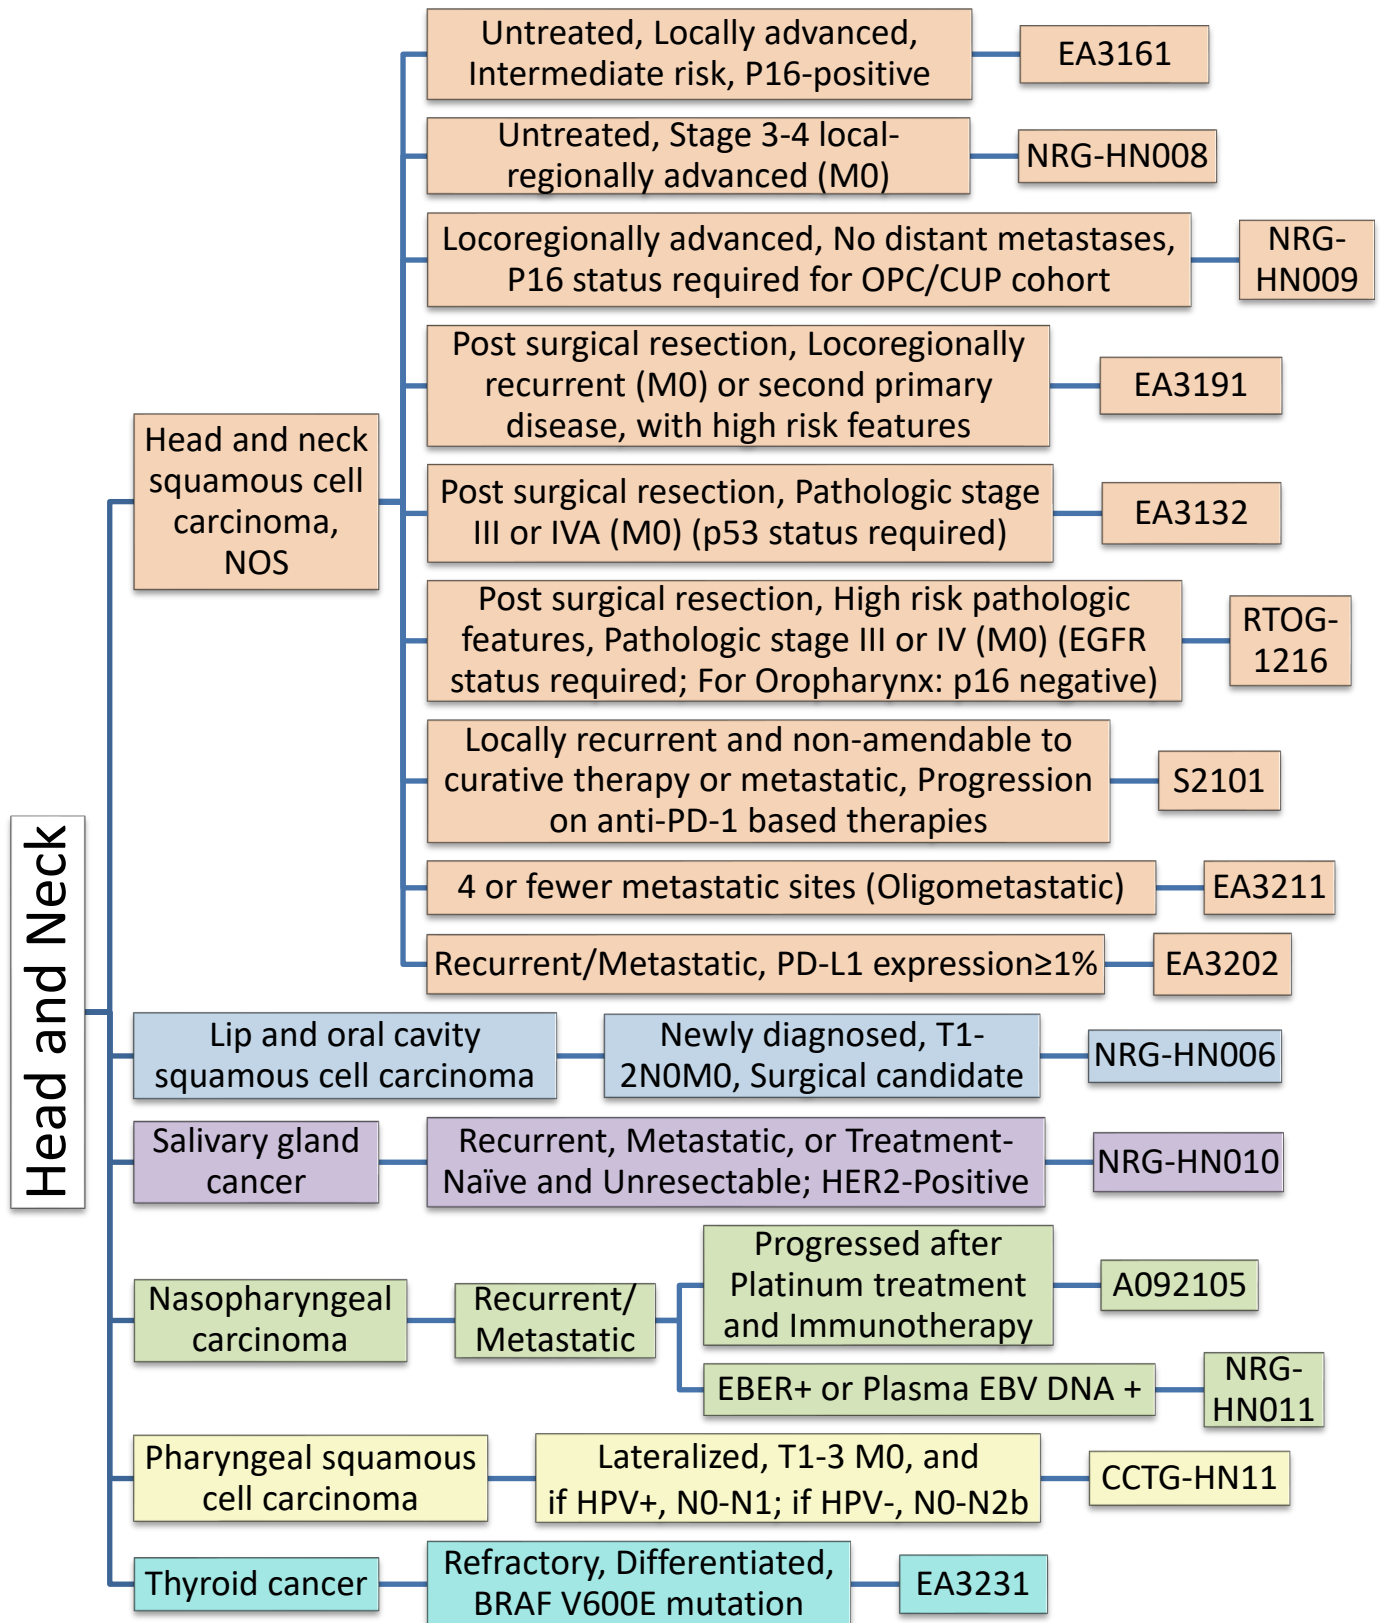 Head and Neck
Head and neck
squamous cell
carcinoma,
NOS
Untreated, Locally advanced,
Intermediate risk, P16-positive
EA3161
Untreated, Stage 3-4 local-
regionally advanced (M0)
NRG-HN008
Locoregionally advanced, No distant metastases,
P16 status required for OPC/CUP cohort
NRG-
HN009
Post surgical resection, Locoregionally
recurrent (M0) or second primary
disease, with high risk features
EA3191
Post surgical resection, Pathologic stage
III or IVA (M0) (p53 status required)
EA3132
Post surgical resection, High risk pathologic
features, Pathologic stage III or IV (M0) (EGFR
status required; For Oropharynx: p16 negative)
RTOG-
1216
Locally recurrent and non-amendable to
curative therapy or metastatic, Progression
on anti-PD-1 based therapies
S2101
4 or fewer metastatic sites (Oligometastatic)
EA3211
Recurrent/Metastatic, PD-L1 expression≥1%
EA3202
Lip and oral cavity
squamous cell carcinoma
Newly diagnosed, T1-
2N0M0, Surgical candidate
NRG-HN006
Salivary gland
cancer
Recurrent, Metastatic, or Treatment-
Naïve and Unresectable; HER2-Positive
NRG-HN010
Nasopharyngeal
carcinoma
Recurrent/
Metastatic
Progressed after
Platinum treatment
and Immunotherapy
A092105
EBER+ or Plasma EBV DNA +
NRG-
HN011
Pharyngeal squamous
cell carcinoma
Lateralized, T1-3 M0, and
if HPV+, N0-N1; if HPV-, N0-N2b
CCTG-HN11
Thyroid cancer
Refractory, Differentiated,
BRAF V600E mutation
EA3231